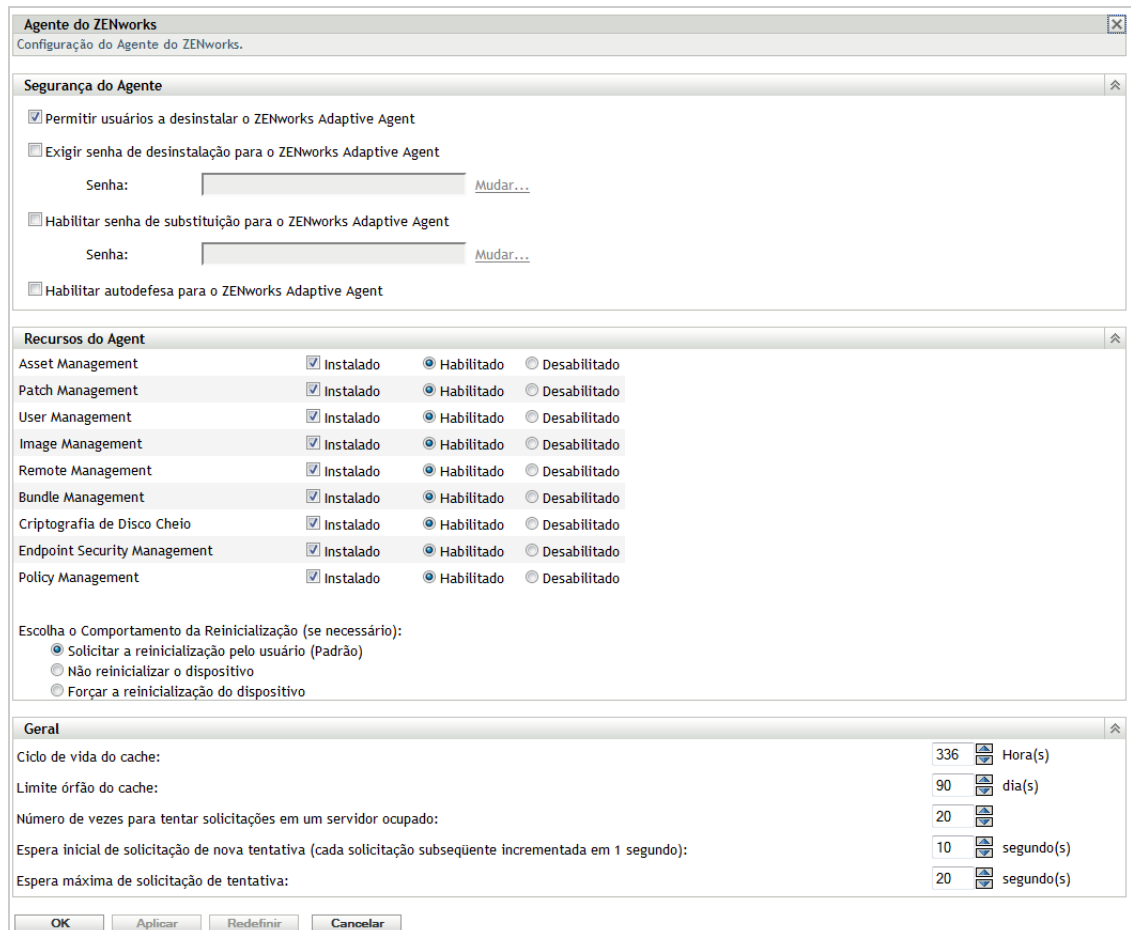 Agente do ZENworks
Configuração do Agente do ZENworks.
Segurança do Agente
Permitir usuários a desinstalar o ZENworks Adaptive Agent
Exigir senha de desinstalação para o ZENworks Adaptive Agent
Senha: Mudar...
Habilitar senha de substituição para o ZENworks Adaptive Agent
Senha: Mudar...
Habilitar autodefesa para o ZENworks Adaptive Agent
Recursos do Agent
Asset Management Instalado Habilitado Desabilitado
Patch Management Instalado Habilitado Desabilitado
User Management Instalado Habilitado Desabilitado
Image Management Instalado Habilitado Desabilitado
Remote Management Instalado Habilitado Desabilitado
Bundle Management Instalado Habilitado Desabilitado
Criptografia de Disco Cheio Instalado Habilitado Desabilitado
Endpoint Security Management Instalado Habilitado Desabilitado
Policy Management Instalado Habilitado Desabilitado
Escolha o Comportamento da Reinicialização (se necessário):
Solicitar a reinicialização pelo usuário (Padrão)
Não reinicializar o dispositivo
Forçar a reinicialização do dispositivo
Geral
Ciclo de vida do cache: 336 Hora(s)
Limite órfão do cache: 90 dia(s)
Número de vezes para tentar solicitações em um servidor ocupado: 20
Espera inicial de solicitação de nova tentativa (cada solicitação subseqüente incrementada em 1 segundo): 10 segundo(s)
Espera máxima de solicitação de tentativa: 20 segundo(s)
OK Aplicar Redefinir Cancelar